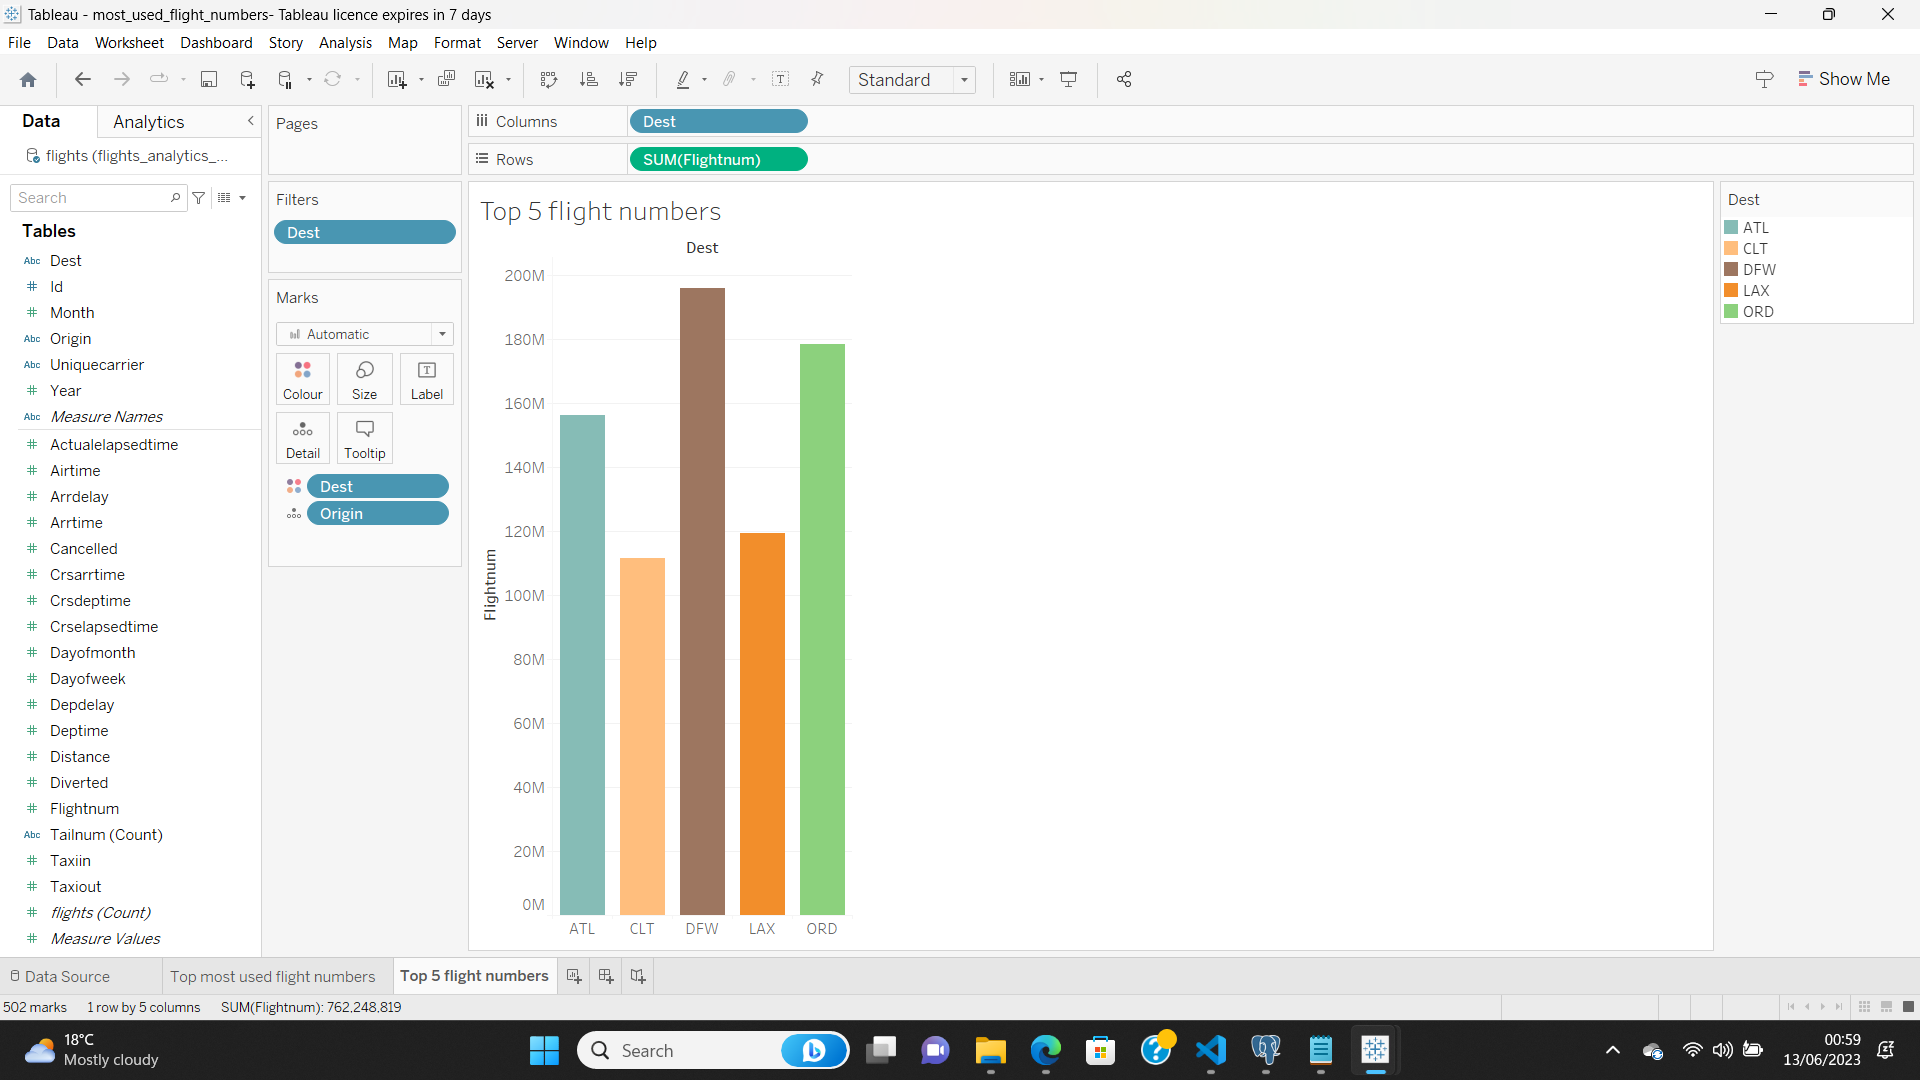 Tableau - most_used_flight_numbers- Tableau licence expires in 7 days
File Data Worksheet Dashboard Story Analysis Map Format Server Window Help
Standard
Show Me
Data
Analytics
flights (flights_analytics_...
Search
Tables
Abc Dest
# Id
# Month
Abc Origin
Abc Uniquecarrier
# Year
Abc Measure Names
# Actualelapsedtime
# Airtime
# Arrdelay
# Arrtime
# Cancelled
# Crsarrtime
# Crsdeptime
# Crselapsedtime
# Dayofmonth
# Dayofweek
# Depdelay
# Deptime
# Distance
# Diverted
# Flightnum
Abc Tailnum (Count)
# Taxiin
# Taxiout
# flights (Count)
# Measure Values
Pages
Filters
Dest
Marks
Automatic
Colour
Size
T
Label
Detail
Tooltip
Dest
Origin
Columns
Dest
Rows
SUM(Flightnum)
Top 5 flight numbers
Dest
200M
180M
160M
140M
120M
100M
80M
60M
40M
20M
0M
Flightnum
ATL CLT DFW LAX ORD
Dest
ATL
CLT
DFW
LAX
ORD
Data Source
Top most used flight numbers
Top 5 flight numbers
502 marks 1 row by 5 columns SUM(Flightnum): 762,248,819
18°C
Mostly cloudy
Search
00:59
13/06/2023